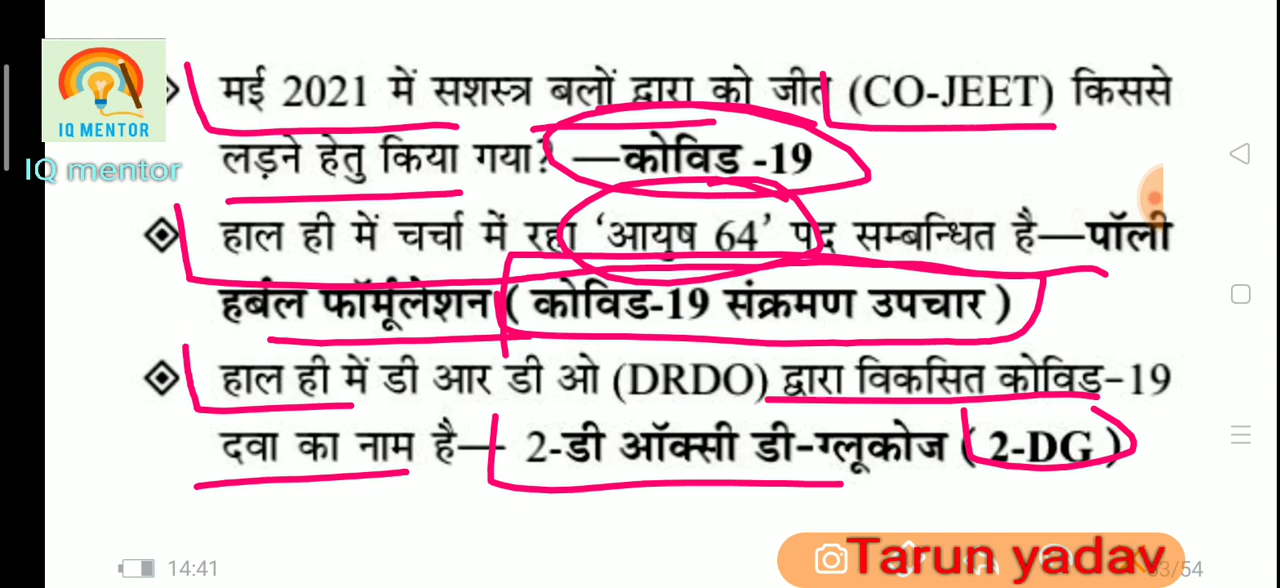 मई 2021 में सशस्त्र बलों द्वारा को जीत (CO-JEET) किससे
लड़ने हेतु किया गया? —कोविड -19
IQ MENTOR
IQ mentor
हाल ही में चर्चा में रहा ‘आयुष 64’ पद सम्बन्धित है—पॉली
हर्बल फॉर्मूलेशन ( कोविड-19 संक्रमण उपचार )
हाल ही में डी आर डी ओ (DRDO) द्वारा विकसित कोविड-19
दवा का नाम है— 2-डी ऑक्सी डी-ग्लूकोज ( 2-DG )
Tarun yadav
14:41
/54